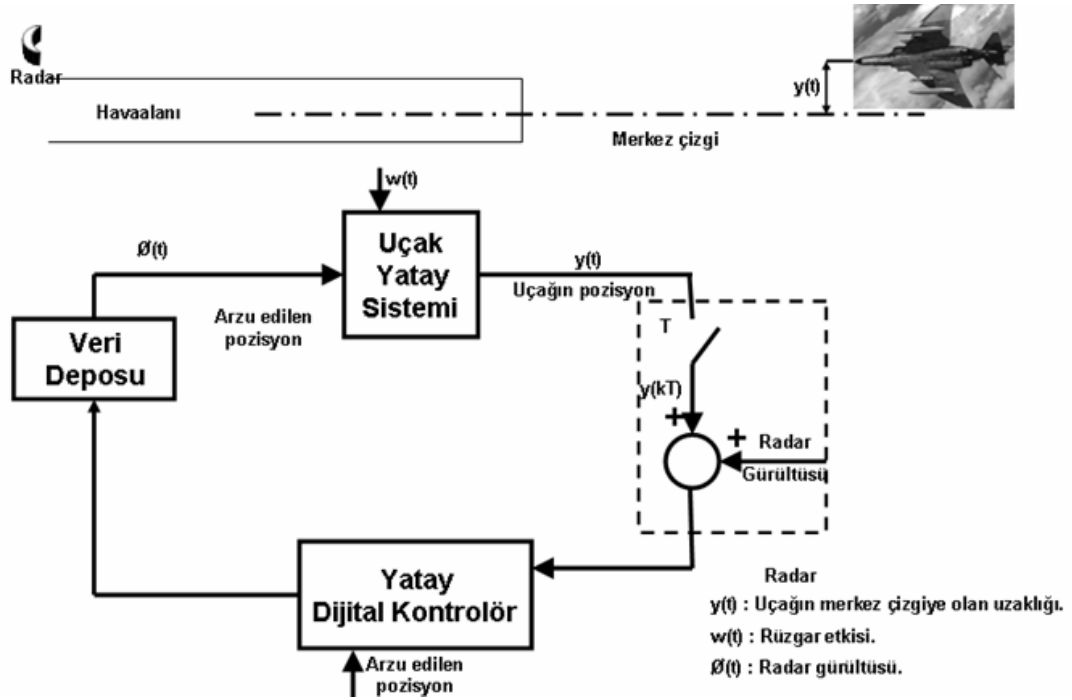 Radar
Havaalanı
y(t)
Merkez çizgi
w(t)
Uçak
Yatay
Sistemi
Ø(t)
Arzu edilen
pozisyon
y(t)
Uçağın pozisyon
Veri
Deposu
T
y(kT)
+
+
Radar
Gürültüsü
Yatay
Dijital Kontrolör
Arzu edilen
pozisyon
Radar
y(t) : Uçağın merkez çizgiye olan uzaklığı.
w(t) : Rüzgar etkisi.
Ø(t) : Radar gürültüsü.